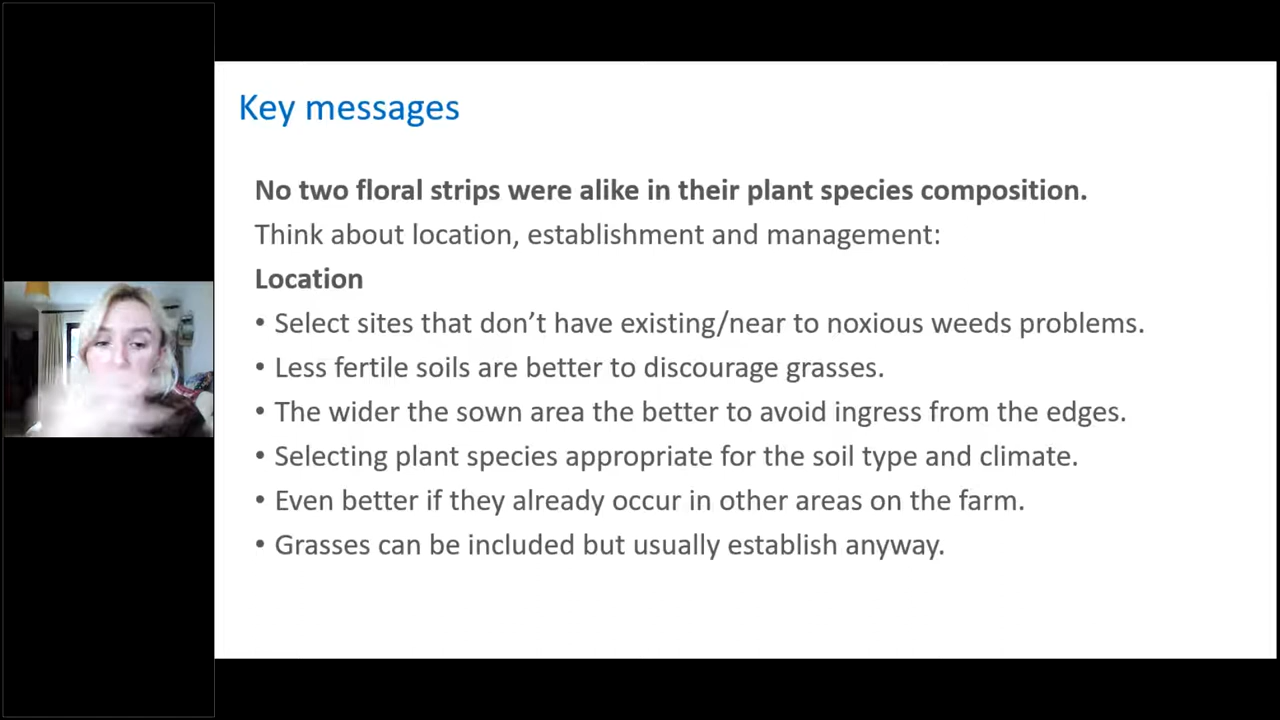 Key messages
No two floral strips were alike in their plant species composition.
Think about location, establishment and management:
Location
• Select sites that don’t have existing/near to noxious weeds problems.
• Less fertile soils are better to discourage grasses.
• The wider the sown area the better to avoid ingress from the edges.
• Selecting plant species appropriate for the soil type and climate.
• Even better if they already occur in other areas on the farm.
• Grasses can be included but usually establish anyway.